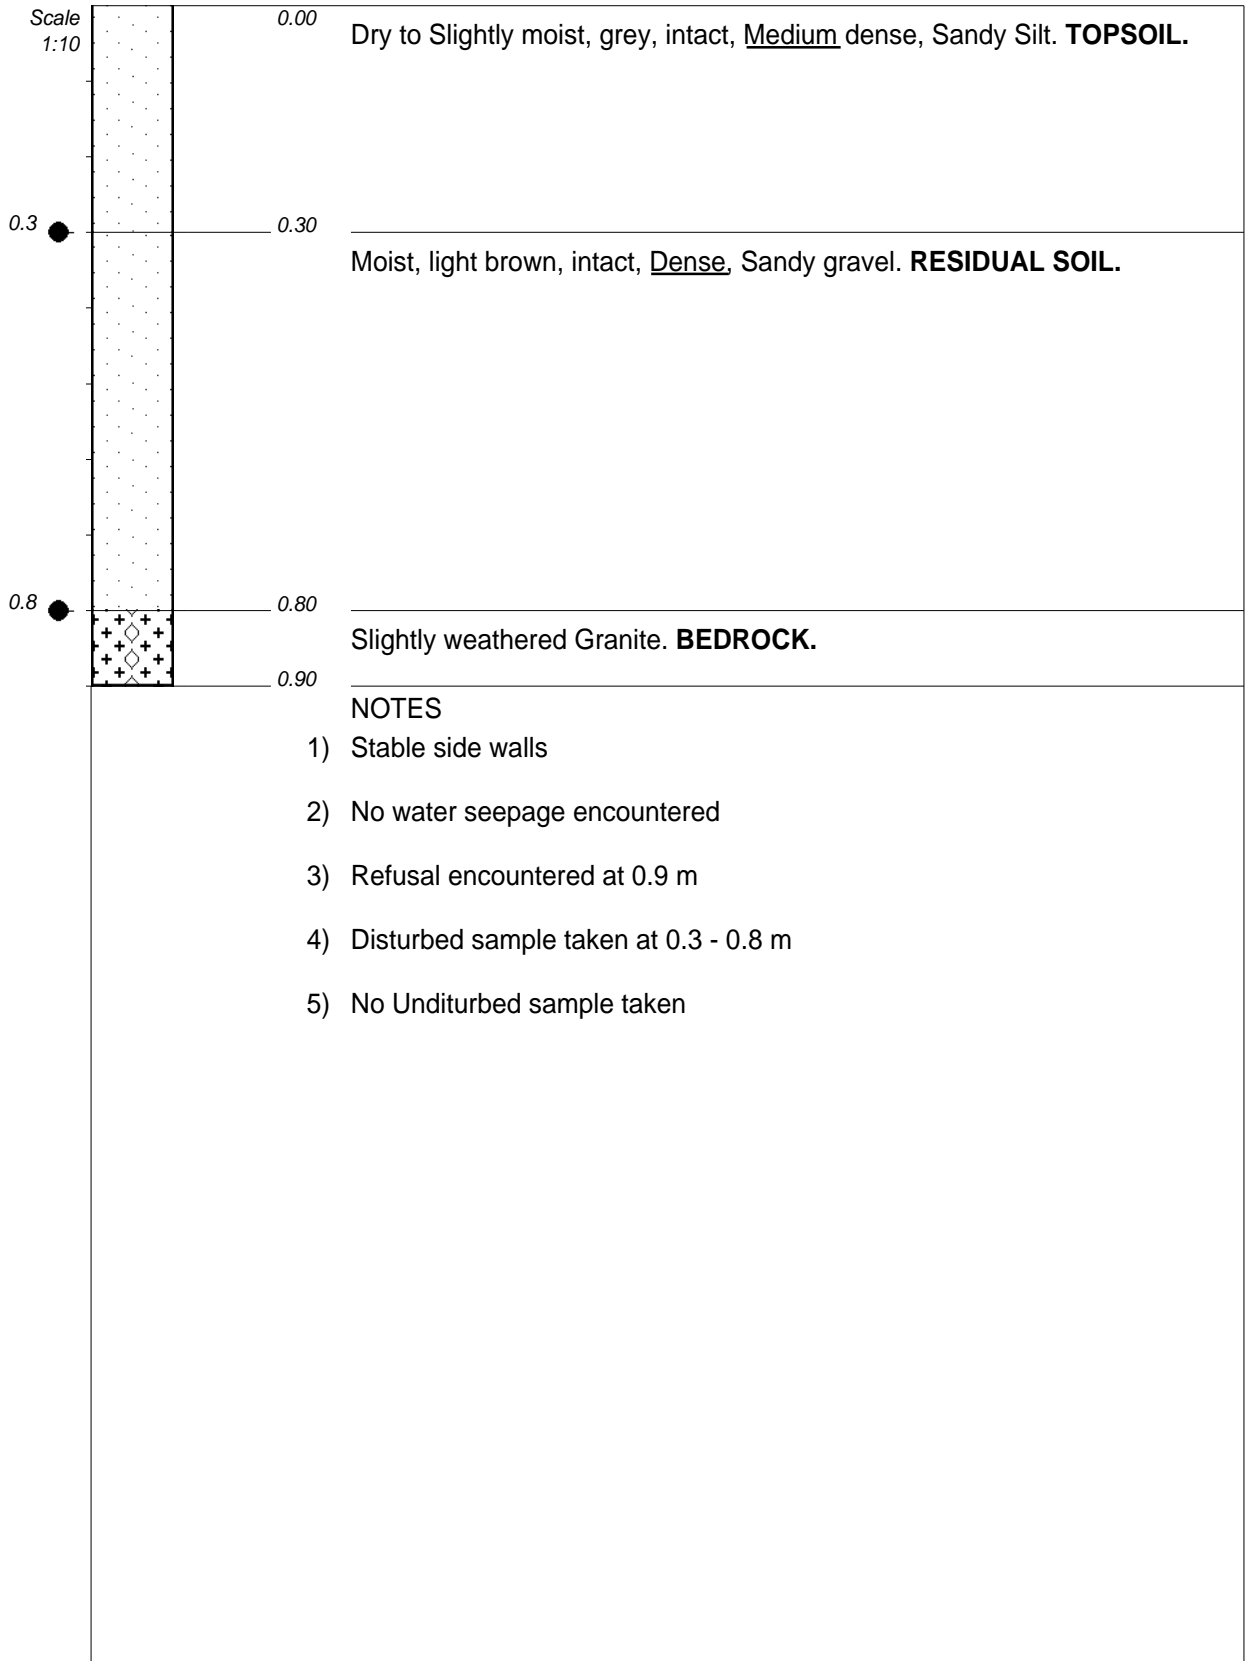 Scale
1:10
0.00
Dry to Slightly moist, grey, intact, Medium dense, Sandy Silt. TOPSOIL.
0.3
0.30
Moist, light brown, intact, Dense, Sandy gravel. RESIDUAL SOIL.
0.8
0.80
Slightly weathered Granite. BEDROCK.
0.90
NOTES
1) Stable side walls
2) No water seepage encountered
3) Refusal encountered at 0.9 m
4) Disturbed sample taken at 0.3 - 0.8 m
5) No Unditurbed sample taken